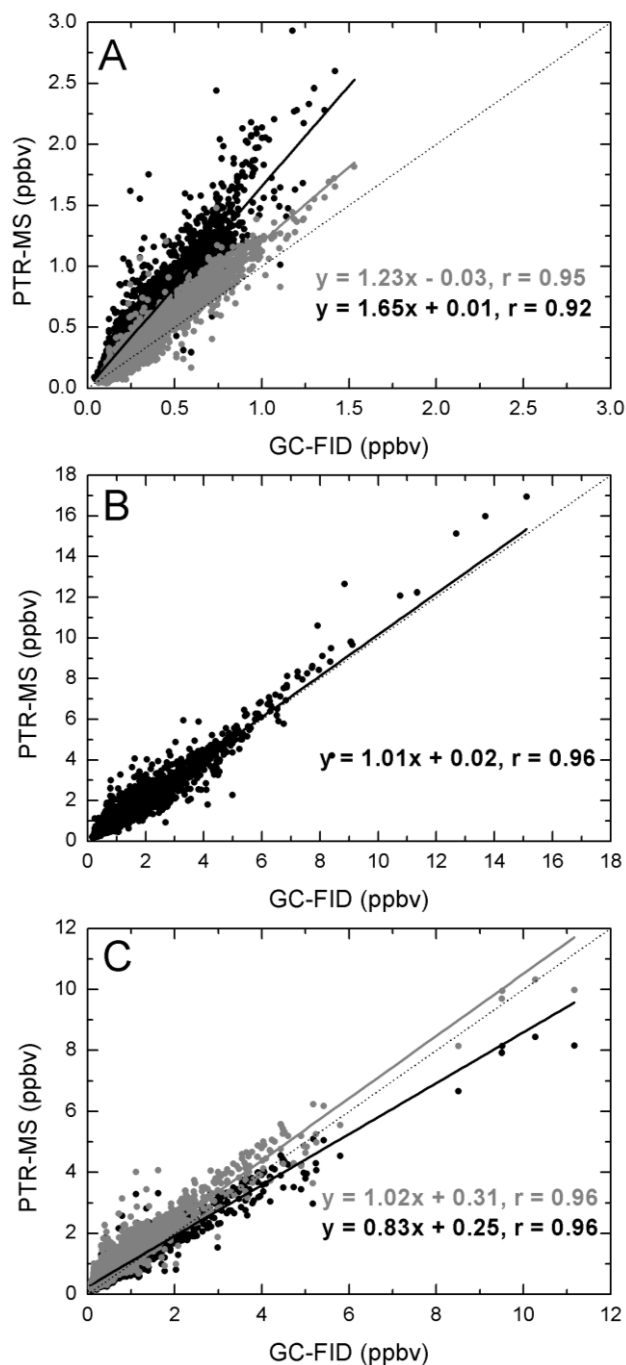 A
3.0
2.5
2.0
1.5
1.0
0.5
0.0
PTR-MS (ppbv)
y = 1.23x - 0.03, r = 0.95
y = 1.65x + 0.01, r = 0.92
0.0 0.5 1.0 1.5 2.0 2.5 3.0
GC-FID (ppbv)
B
18
16
14
12
10
8
6
4
2
0
PTR-MS (ppbv)
y = 1.01x + 0.02, r = 0.96
0 2 4 6 8 10 12 14 16 18
GC-FID (ppbv)
C
12
10
8
6
4
2
0
PTR-MS (ppbv)
y = 1.02x + 0.31, r = 0.96
y = 0.83x + 0.25, r = 0.96
0 2 4 6 8 10 12
GC-FID (ppbv)